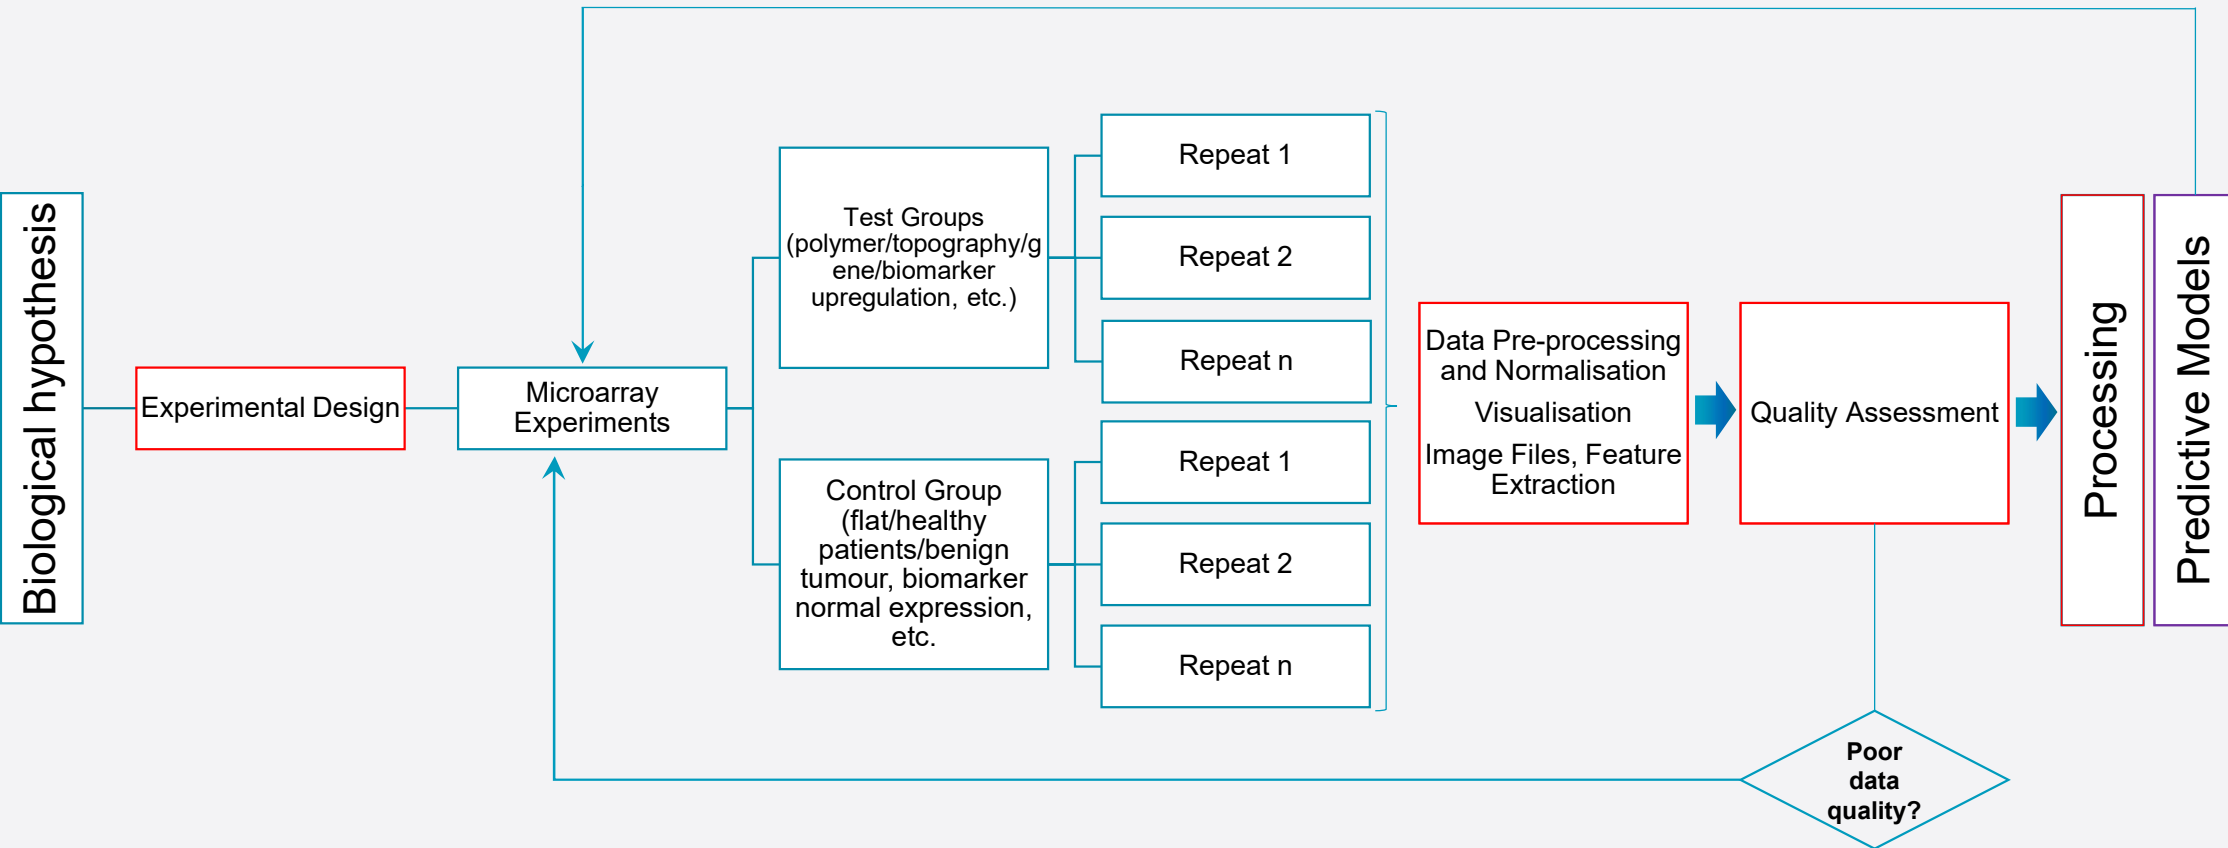 Biological hypothesis
Experimental Design
Microarray
Experiments
Test Groups
(polymer/topography/g
ene/biomarker
upregulation, etc.)
Control Group
(flat/healthy
patients/benign
tumour, biomarker
normal expression,
etc.
Repeat 1
Repeat 2
Repeat n
Repeat 1
Repeat 2
Repeat n
Data Pre-processing
and Normalisation
Visualisation
Image Files, Feature
Extraction
Quality Assessment
Poor
data
quality?
Processing
Predictive Models